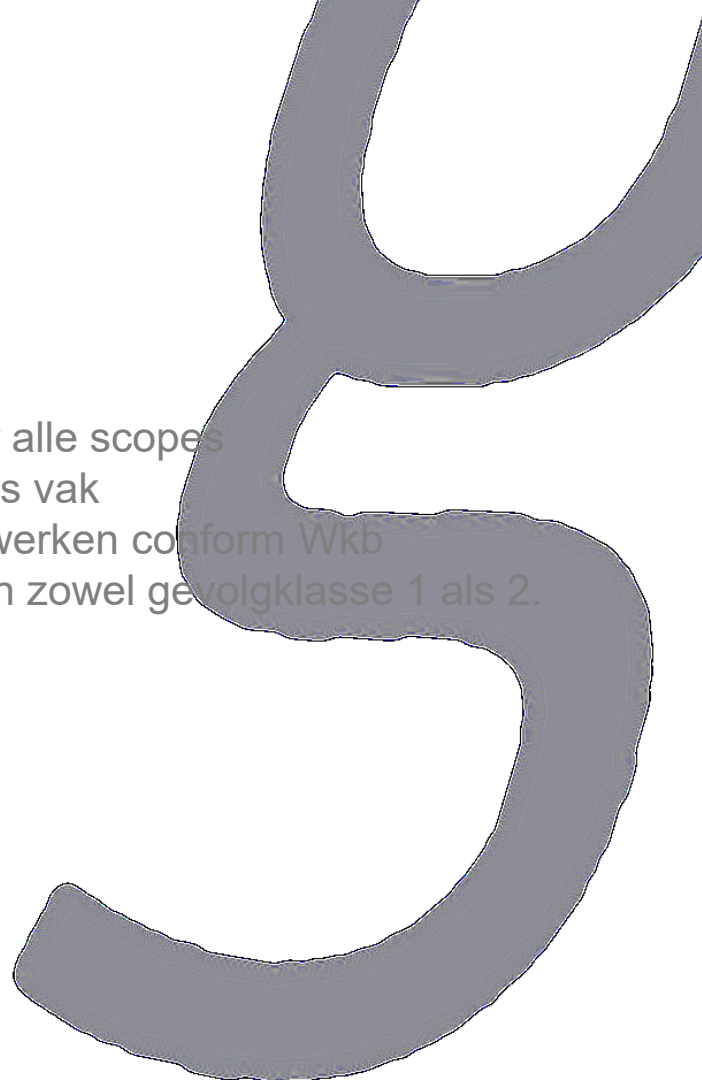 alle scopes
s vak
werken conform Wkb
n zowel gevolgklasse 1 als 2.